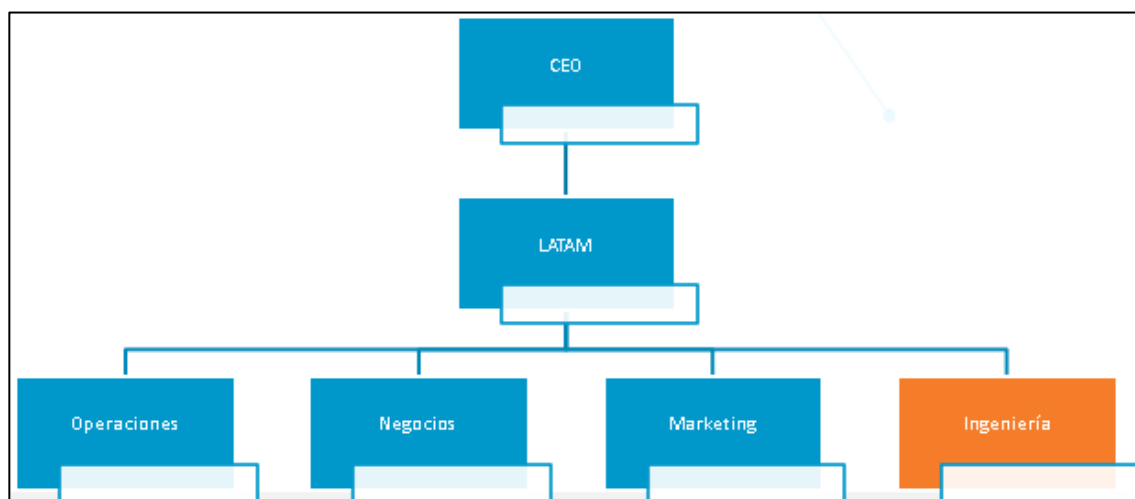 CEO
LATAM
Operaciones
Negocios
Marketing
Ingeniería